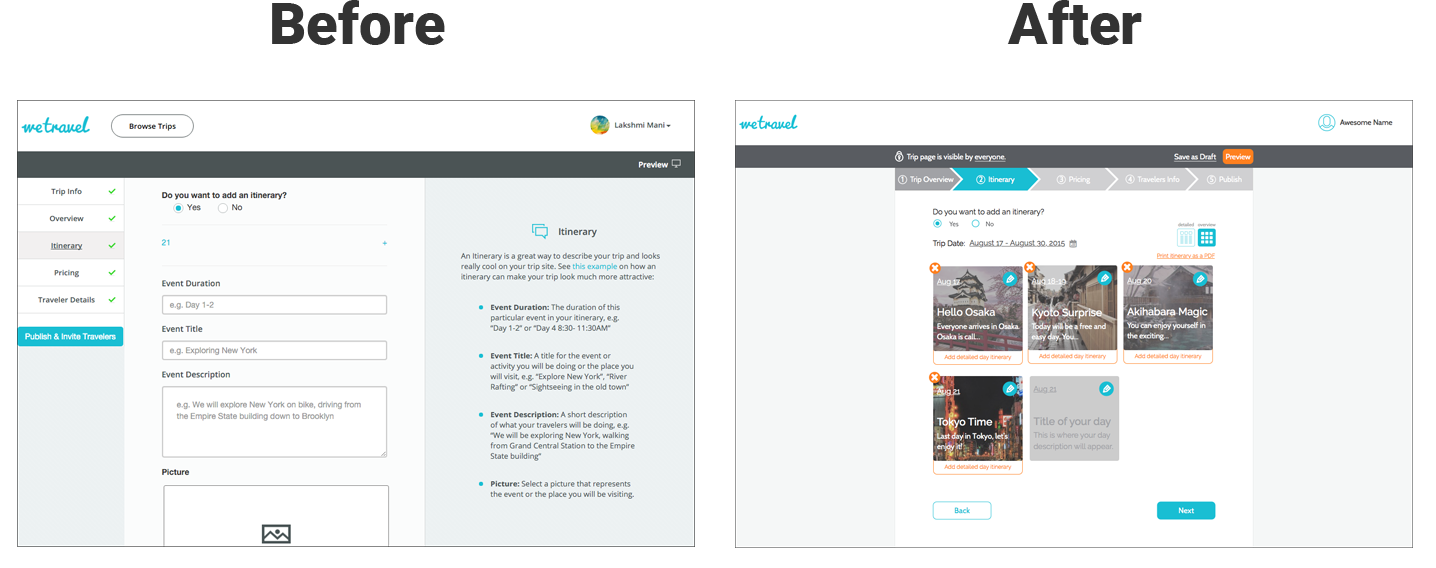 Before
After
wetravel
Browse Trips
Lakshmi Mani
Preview
Trip Info
Overview
Itinerary
Pricing
Traveler Details
Publish & Invite Travelers
Do you want to add an itinerary?
Yes
No
21
+
Event Duration
e.g. Day 1-2
Event Title
e.g. Exploring New York
Event Description
e.g. We will explore New York on bike, driving from
the Empire State building down to Brooklyn
Picture
Itinerary
An Itinerary is a great way to describe your trip and looks
really cool on your trip site. See this example on how an
itinerary can make your trip look much more attractive:
Event Duration: The duration of this
particular event in your itinerary, e.g.
"Day 1-2" or "Day 4 8:30- 11:30AM"
Event Title: A title for the event or
activity you will be doing or the place you
will visit, e.g. "Explore New York", "River
Rafting" or "Sightseeing in the old town"
Event Description: A short description
of what your travelers will be doing, e.g.
"We will be exploring New York, walking
from Grand Central Station to the Empire
State building"
Picture: Select a picture that represents
the event or the place you will be visiting.
wetravel
Awesome Name
Trip page is visible by everyone.
Save as Draft
Preview
1 Trip Overview
2 Itinerary
3 Pricing
4 Travelers Info
5 Publish
Do you want to add an itinerary?
Yes
No
Trip Date: August 17 - August 30, 2015
detailed
overview
Print Itinerary as a PDF
Aug 17
Hello Osaka
Everyone arrives in Osaka.
Osaka is call...
Add detailed day itinerary
Aug 18-19
Kyoto Surprise
Today will be a free and
easy day. You...
Add detailed day itinerary
Aug 20
Akihabara Magic
You can enjoy yourself in
the exciting...
Add detailed day itinerary
Aug 21
Tokyo Time
Last day in Tokyo, let's
enjoy it!
Add detailed day itinerary
Aug 21
Title of your day
This is where your day
description will appear.
Back
Next